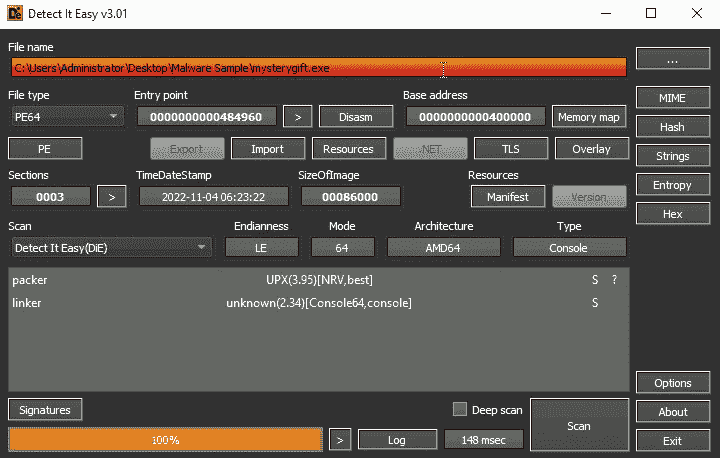 Detect It Easy v3.01
File name
C:\Users\Administrator\Desktop\Malware Sample\mysterygift.exe
...
File type
Entry point
Base address
PE64
0000000000484960
>
Disasm
0000000000400000
Memory map
MIME
PE
Export
Import
Resources
.NET
TLS
Overlay
Hash
Strings
Sections
TimeDateStamp
SizeOfImage
Resources
0003
>
2022-11-04 06:23:22
00086000
Manifest
Version
Entropy
Hex
Scan
Endianness
Mode
Architecture
Type
Detect It Easy(DiE)
LE
64
AMD64
Console
packer UPX(3.95)[NRV,best] S ?
linker unknown(2.34)[Console64,console] S
Options
Signatures
Deep scan
Scan
About
100%
>
Log
148 msec
Exit